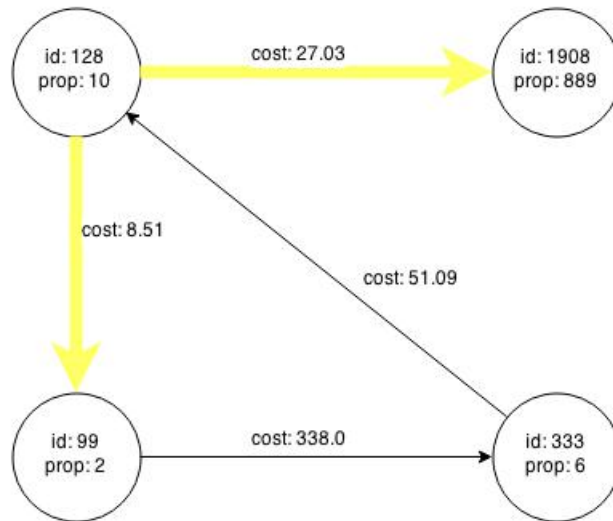 id: 128
prop: 10
cost: 27.03
id: 1908
prop: 889
cost: 8.51
cost: 51.09
id: 99
prop: 2
cost: 338.0
id: 333
prop: 6